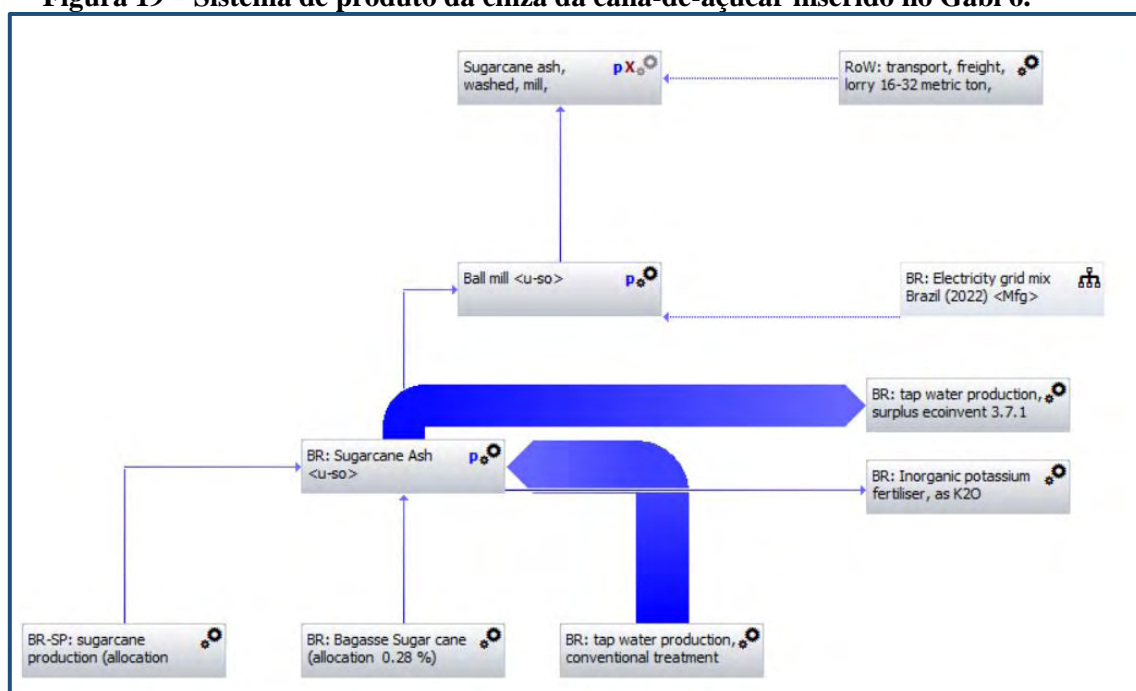 Figura 19 – Sistema de produto da cinza da cana-de-açúcar inserido no Gabi 6.
Sugarcane ash,
washed, mill,
p X
RoW: transport, freight,
lorry 16-32 metric ton,
Ball mill <u-so>
p
BR: Electricity grid mix
Brazil (2022) <Mfg>
BR: tap water production,
surplus ecoinvent 3.7.1
BR: Sugarcane Ash
<u-so>
p
BR: Inorganic potassium
fertiliser, as K2O
BR-SP: sugarcane
production (allocation
BR: Bagasse Sugar cane
(allocation 0.28 %)
BR: tap water production,
conventional treatment